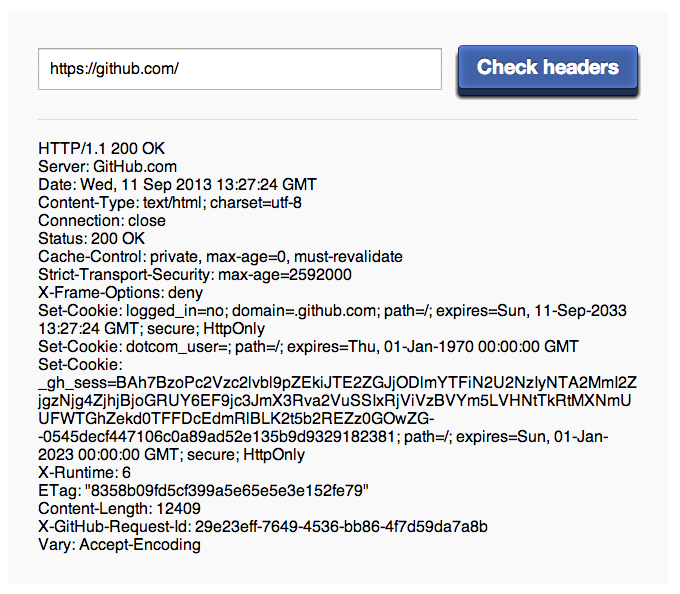 https://github.com/
Check headers
HTTP/1.1 200 OK
Server: GitHub.com
Date: Wed, 11 Sep 2013 13:27:24 GMT
Content-Type: text/html; charset=utf-8
Connection: close
Status: 200 OK
Cache-Control: private, max-age=0, must-revalidate
Strict-Transport-Security: max-age=2592000
X-Frame-Options: deny
Set-Cookie: logged_in=no; domain=.github.com; path=/; expires=Sun, 11-Sep-2033
13:27:24 GMT; secure; HttpOnly
Set-Cookie: dotcom_user=; path=/; expires=Thu, 01-Jan-1970 00:00:00 GMT
Set-Cookie:
_gh_sess=BAh7BzoPc2Vzc2lvbl9pZEkiJTE2ZGJjODlmYTFiN2U2NzIyNTA2MmI2Z
jgzNjg4ZjhjBjoGRUY6EF9jc3JmX3Rva2VuSSIxRjViVzBVYm5LVHNtTkRtMXNmU
UFWTGhZekd0TFFDcEdmRlBLK2t5b2REZz0GOwZG-
-0545decf447106c0a89ad52e135b9d9329182381; path=/; expires=Sun, 01-Jan-
2023 00:00:00 GMT; secure; HttpOnly
X-Runtime: 6
ETag: "8358b09fd5cf399a5e65e5e3e152fe79"
Content-Length: 12409
X-GitHub-Request-Id: 29e23eff-7649-4536-bb86-4f7d59da7a8b
Vary: Accept-Encoding